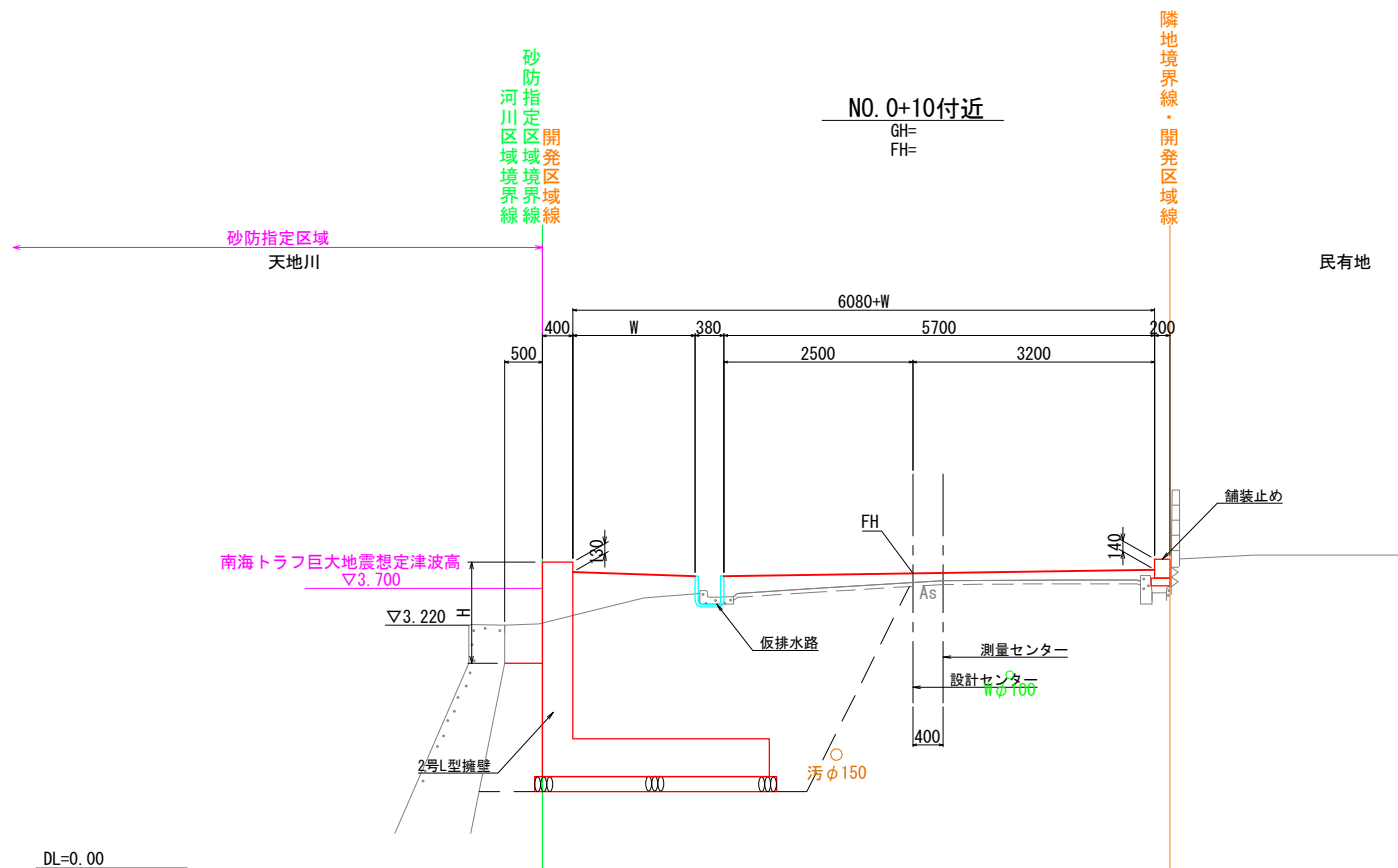 隣地境界線・開発区域線
砂防指定区域境界線
河川区域境界線
開発区域線
NO.0+10付近
GH=
FH=
砂防指定区域
天地川
民有地
6080+W
400
W
380
5700
200
500
2500
3200
舗装止め
FH
130
140
南海トラフ巨大地震想定津波高
▽3.700
H
As
▽3.220
仮排水路
測量センター
設計センター
Wφ100
400
2号L型擁壁
汚φ150
DL=0.00